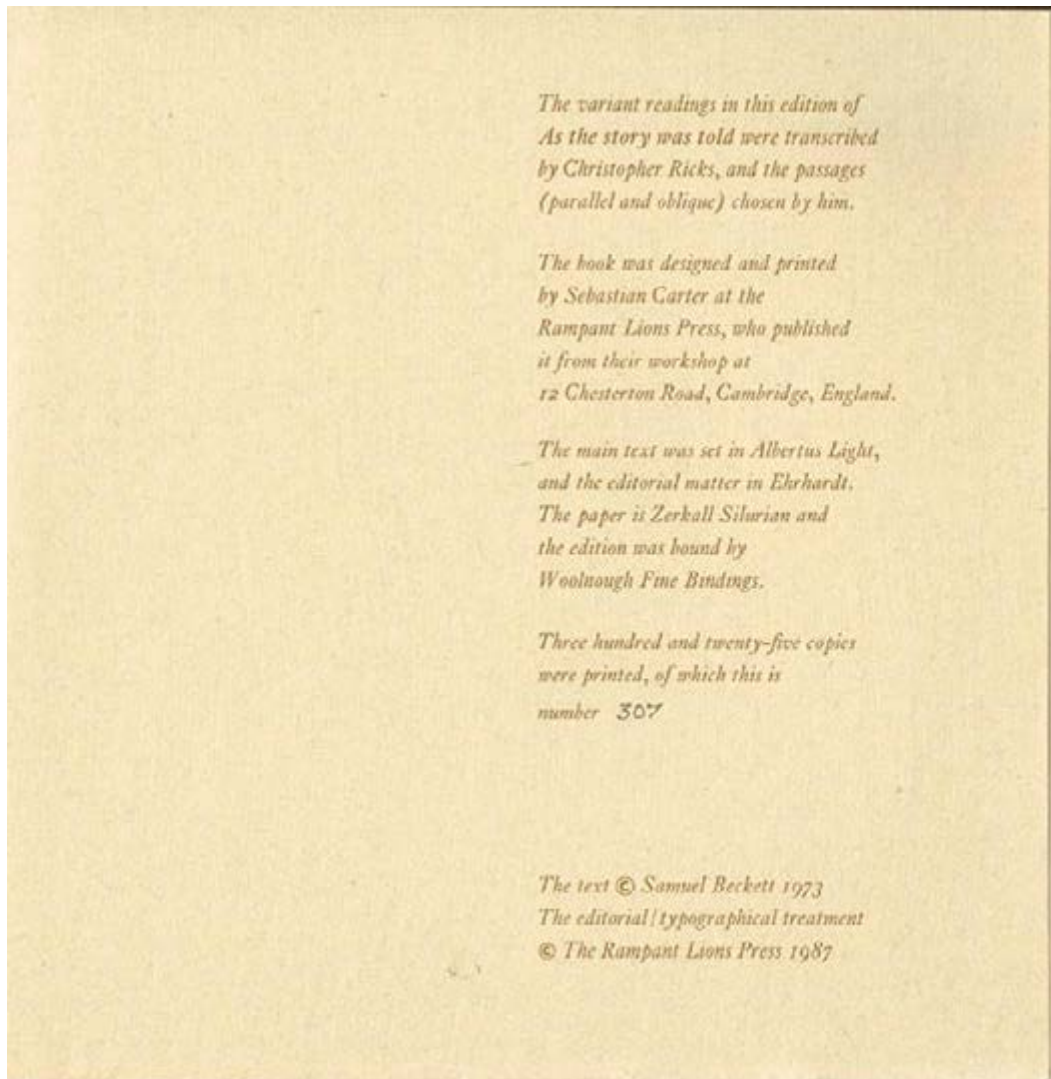 The variant readings in this edition of
As the story was told were transcribed
by Christopher Ricks, and the passages
(parallel and oblique) chosen by him.
The book was designed and printed
by Sebastian Carter at the
Rampant Lions Press, who published
it from their workshop at
12 Chesterton Road, Cambridge, England.
The main text was set in Albertus Light,
and the editorial matter in Ehrhardt.
The paper is Zerkall Silurian and
the edition was bound by
Woolnough Fine Bindings.
Three hundred and twenty-five copies
were printed, of which this is
number 307
The text © Samuel Beckett 1973
The editorial/typographical treatment
© The Rampant Lions Press 1987